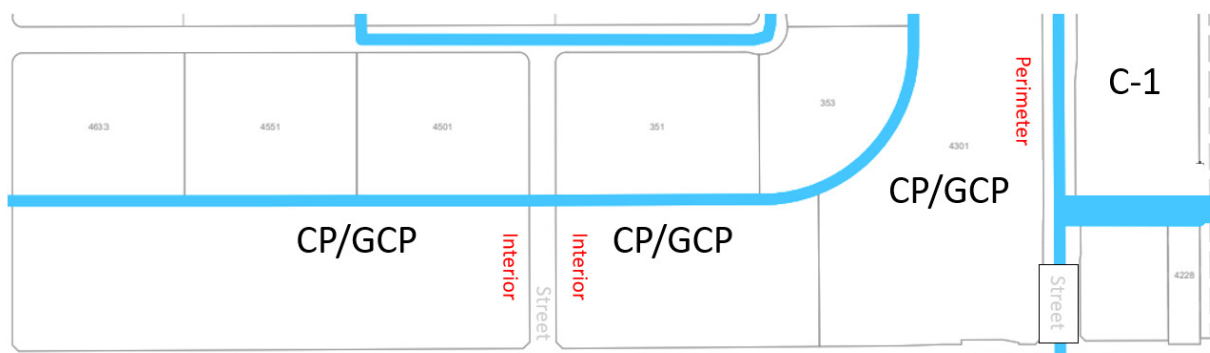 4633
4551
4501
351
353
4301
Perimeter
C-1
CP/GCP
CP/GCP
CP/GCP
Interior
Street
Interior
Street
4228